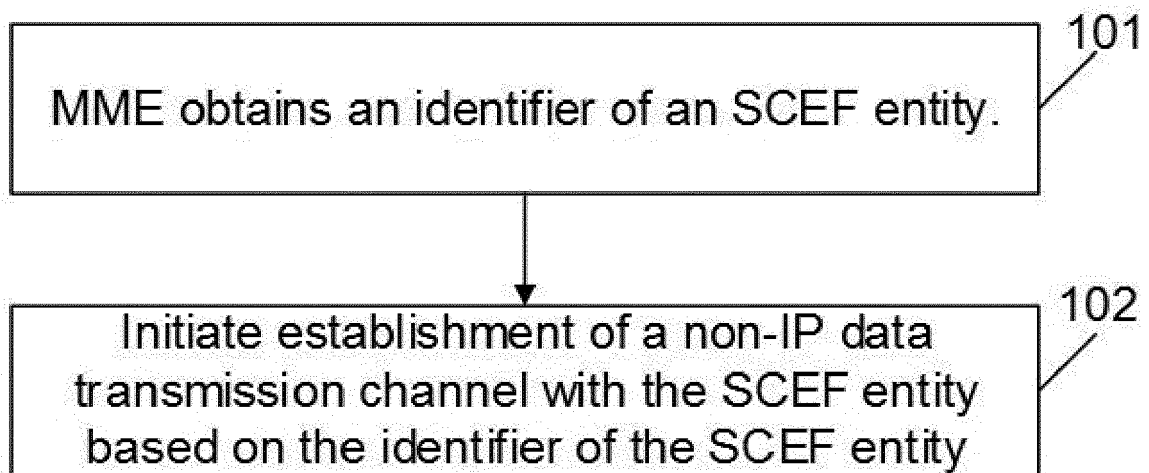 101
MME obtains an identifier of an SCEF entity.
102
Initiate establishment of a non-IP data
transmission channel with the SCEF entity
based on the identifier of the SCEF entity